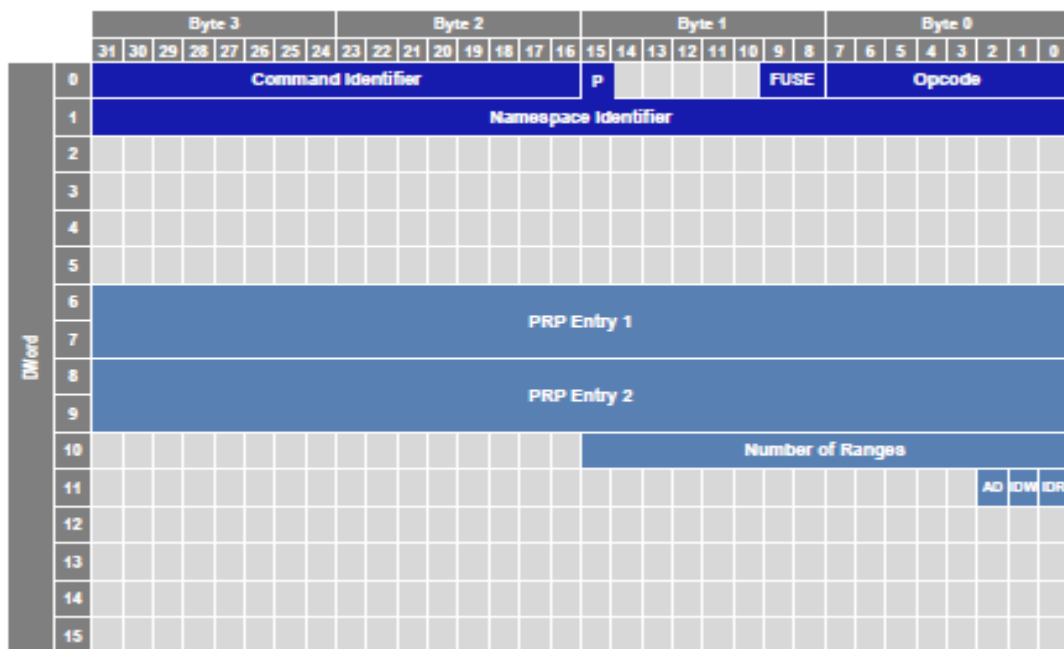 Byte 3 Byte 2 Byte 1 Byte 0
31 30 29 28 27 26 25 24 23 22 21 20 19 18 17 16 15 14 13 12 11 10 9 8 7 6 5 4 3 2 1 0
DWord
0 Command Identifier P FUSE Opcode
1 Namespace Identifier
2
3
4
5
6
PRP Entry 1
7
8
PRP Entry 2
9
10 Number of Ranges
11 AD IDW IDR
12
13
14
15